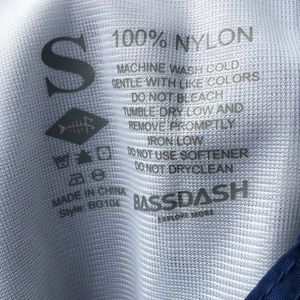 S
100% NYLON
MACHINE WASH COLD
GENTLE WITH LIKE COLORS
DO NOT BLEACH
TUMBLE DRY LOW AND
REMOVE PROMPTLY
IRON LOW
DO NOT USE SOFTENER
DO NOT DRYCLEAN
MADE IN CHINA
Style: BG104
BASSDASH
EXPLORE MORE